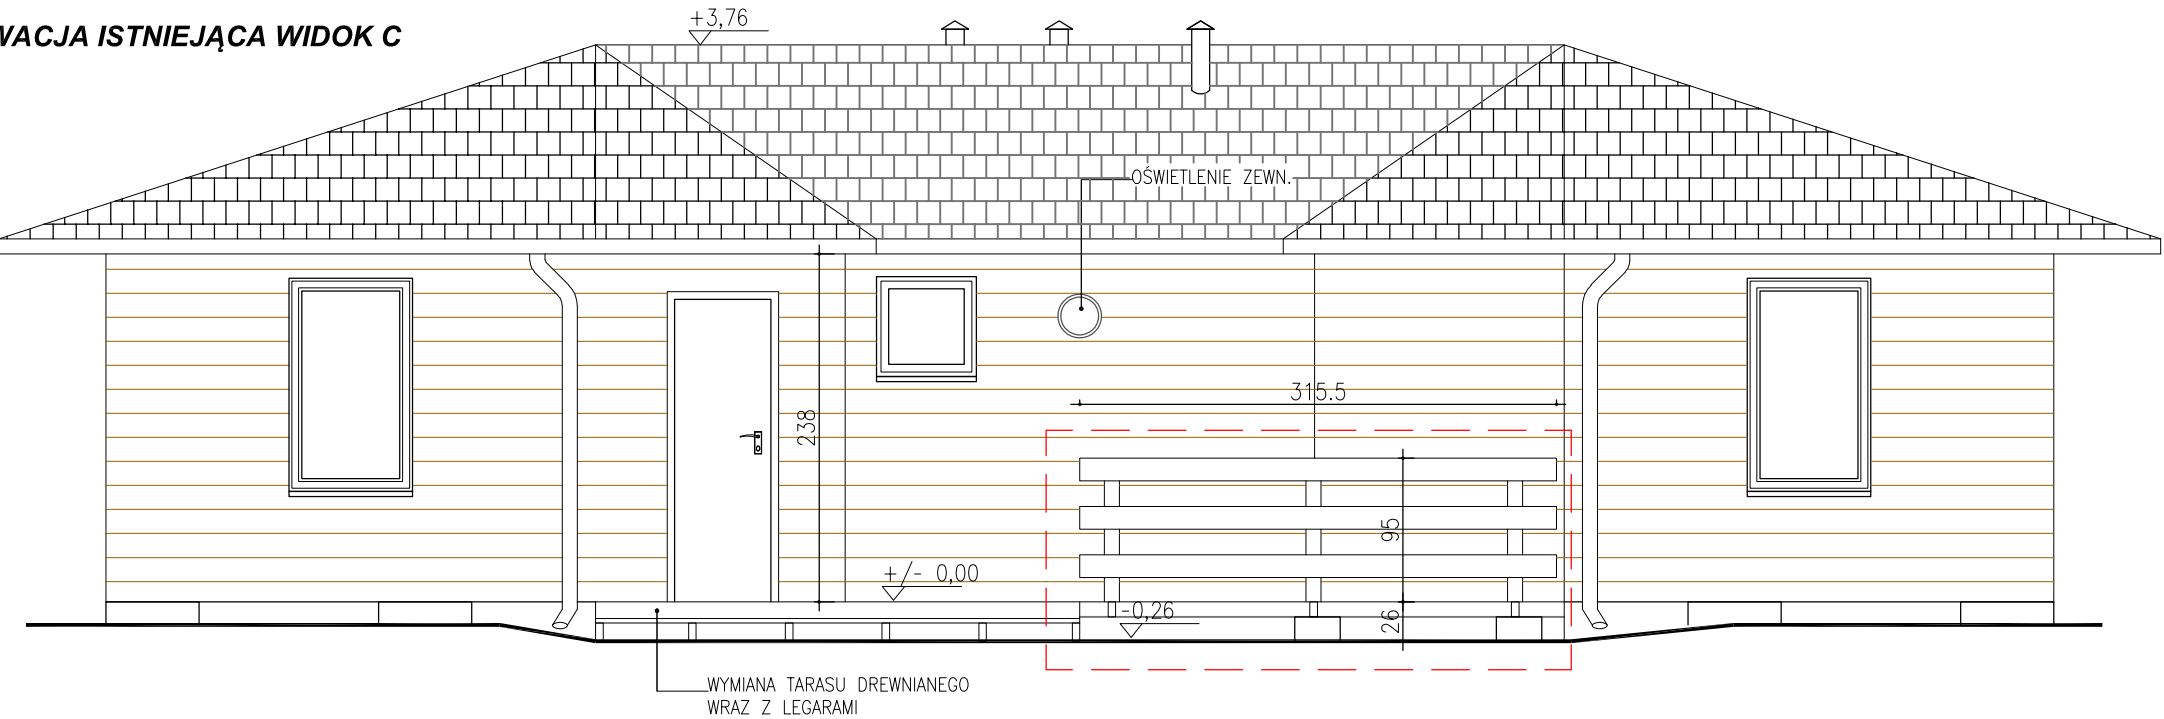 WACJA ISTNIEJĄCA WIDOK C
+3,76
OŚWIETLENIE ZEWN.
315.5
238
95
+/- 0,00
-0,26
26
WYMIANA TARASU DREWNIANEGO
WRAZ Z LEGARAMI